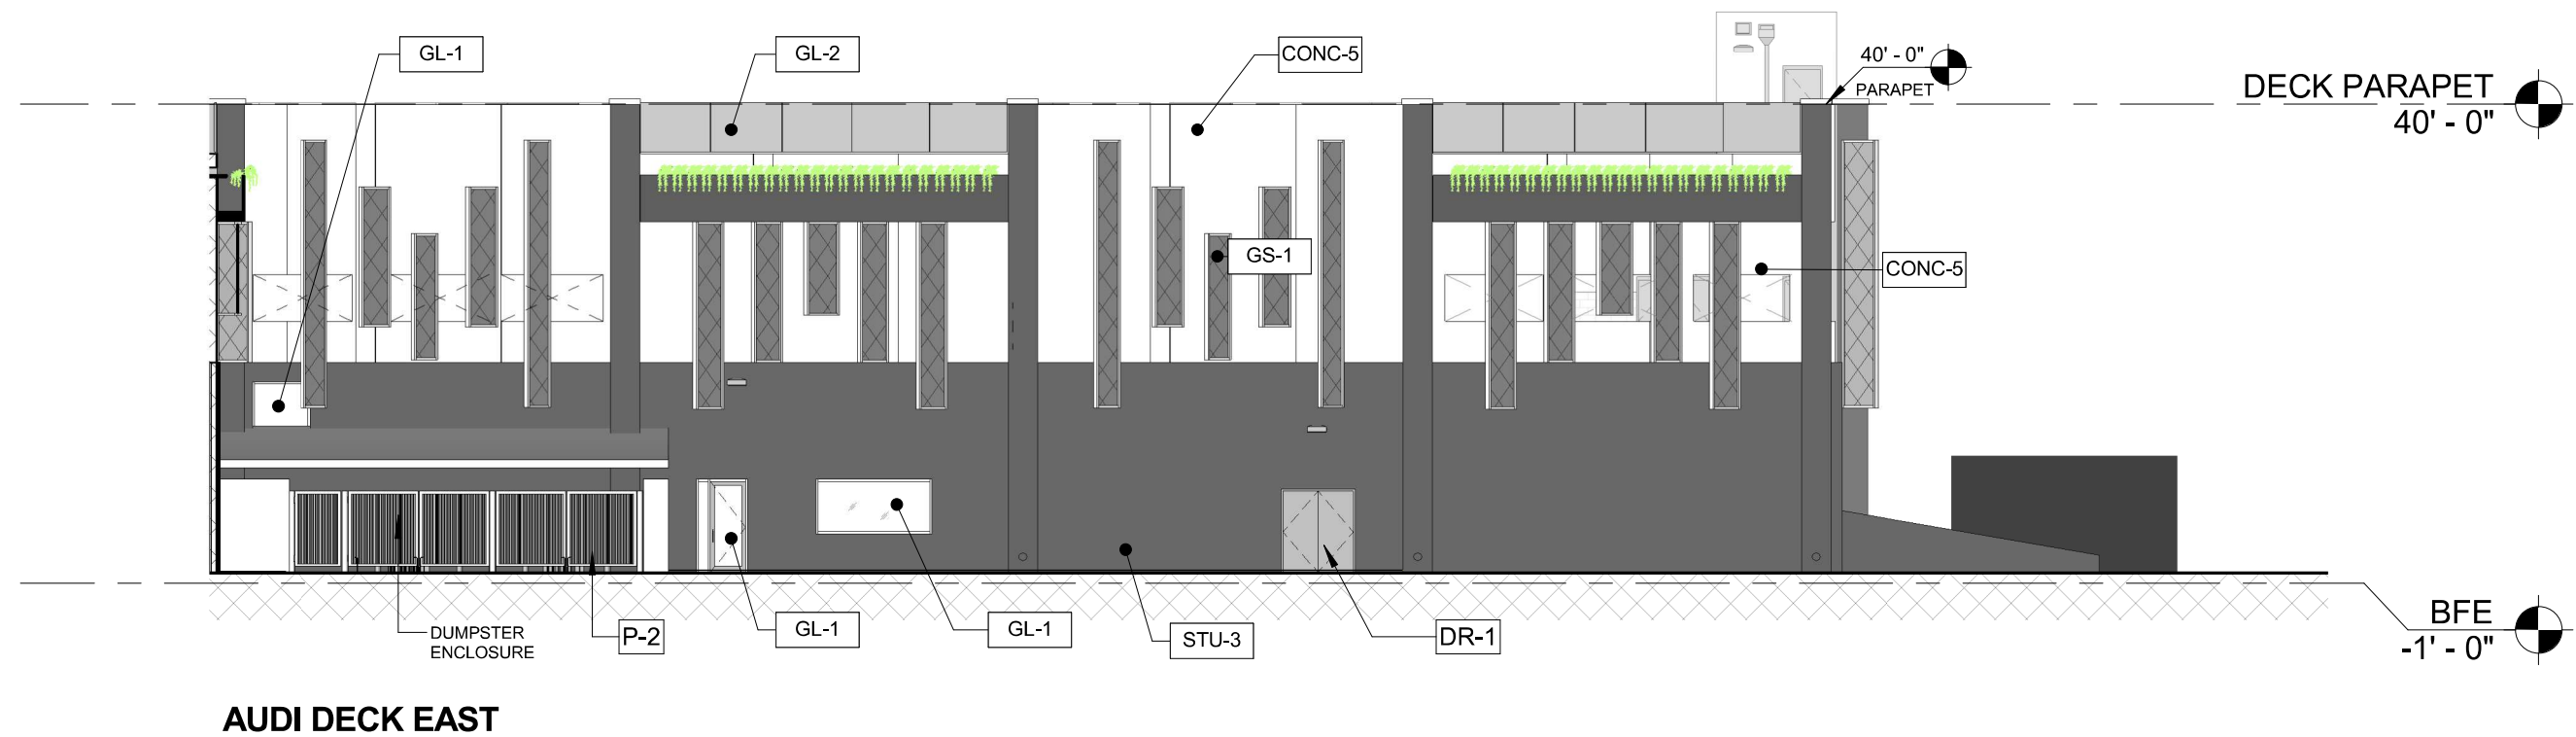 GL-1
GL-2
CONC-5
40' - 0"
PARAPET
DECK PARAPET
40' - 0"
GS-1
CONC-5
DUMPSTER
ENCLOSURE
P-2
GL-1
GL-1
STU-3
DR-1
BFE
-1' - 0"
AUDI DECK EAST